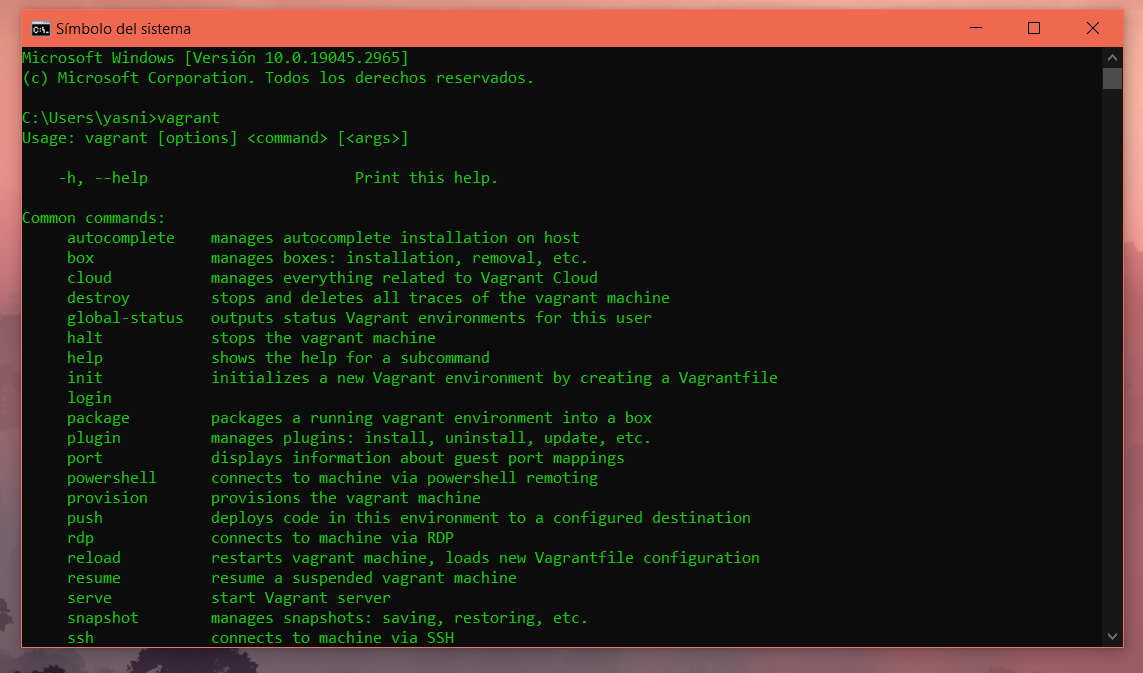 Símbolo del sistema
Microsoft Windows [Versión 10.0.19045.2965]
(c) Microsoft Corporation. Todos los derechos reservados.
C:\Users\yasni>vagrant
Usage: vagrant [options] <command> [<args>]
-h, --help Print this help.
Common commands:
autocomplete manages autocomplete installation on host
box manages boxes: installation, removal, etc.
cloud manages everything related to Vagrant Cloud
destroy stops and deletes all traces of the vagrant machine
global-status outputs status Vagrant environments for this user
halt stops the vagrant machine
help shows the help for a subcommand
init initializes a new Vagrant environment by creating a Vagrantfile
login
package packages a running vagrant environment into a box
plugin manages plugins: install, uninstall, update, etc.
port displays information about guest port mappings
powershell connects to machine via powershell remoting
provision provisions the vagrant machine
push deploys code in this environment to a configured destination
rdp connects to machine via RDP
reload restarts vagrant machine, loads new Vagrantfile configuration
resume resume a suspended vagrant machine
serve start Vagrant server
snapshot manages snapshots: saving, restoring, etc.
ssh connects to machine via SSH